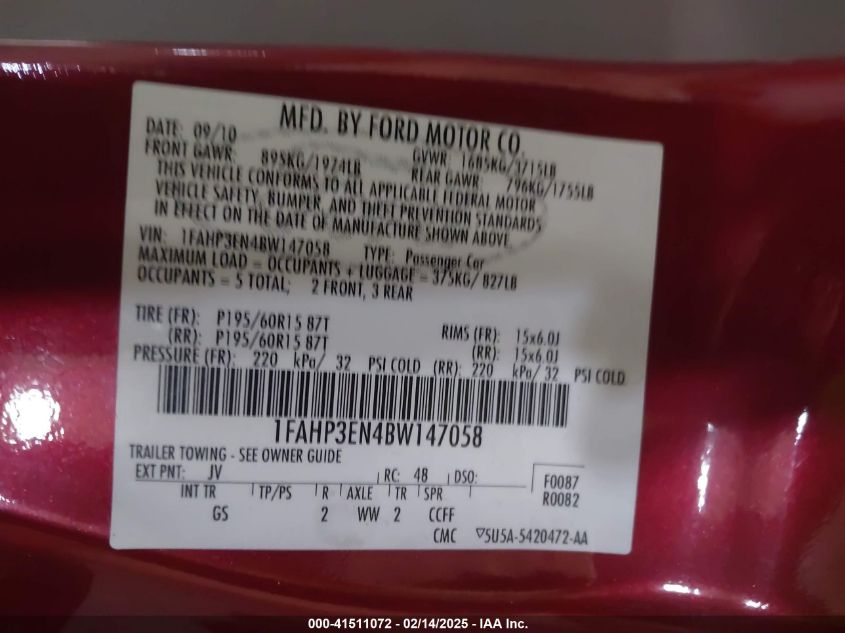 MFD. BY FORD MOTOR CO.
DATE: 09/10 GVWR: 1685KG/3715LB
FRONT GAWR: 895KG/1974LB REAR GAWR: 796KG/1755LB
THIS VEHICLE CONFORMS TO ALL APPLICABLE FEDERAL MOTOR
VEHICLE SAFETY, BUMPER, AND THEFT PREVENTION STANDARDS
IN EFFECT ON THE DATE OF MANUFACTURE SHOWN ABOVE.
VIN: 1FAHP3EN4BW147058 TYPE: Passenger Car
MAXIMUM LOAD = OCCUPANTS + LUGGAGE = 375KG/ 827LB
OCCUPANTS = 5 TOTAL; 2 FRONT, 3 REAR
TIRE (FR): P195/60R15 87T RIMS (FR): 15x6.0J
(RR): P195/60R15 87T (RR): 15x6.0J
PRESSURE (FR): 220 kPa/ 32 PSI COLD (RR): 220 kPa/ 32 PSI COLD
1FAHP3EN4BW147058
TRAILER TOWING - SEE OWNER GUIDE
EXT PNT: JV RC: 48 DSO: F0087
R0082
INT TR TP/PS R AXLE TR SPR
GS 2 WW 2 CCFF
CMC ▽5U5A-5420472-AA
000-41511072 - 02/14/2025 - IAA Inc.